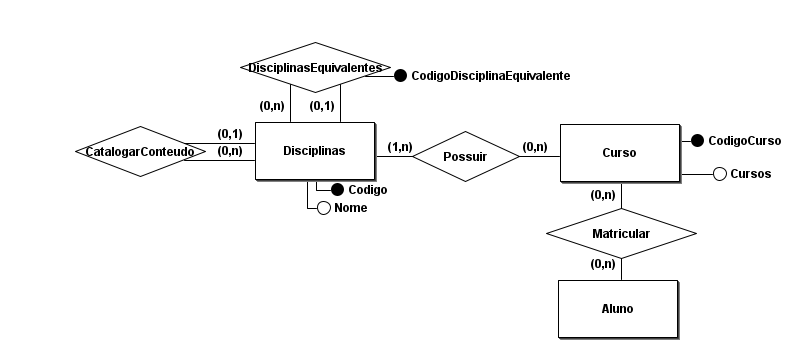 DisciplinasEquivalentes
CodigoDisciplinaEquivalente
(0,n)
(0,1)
(0,1)
CatalogarConteudo
(0,n)
Disciplinas
(1,n)
Possuir
(0,n)
Curso
CodigoCurso
Cursos
Codigo
Nome
(0,n)
Matricular
(0,n)
Aluno